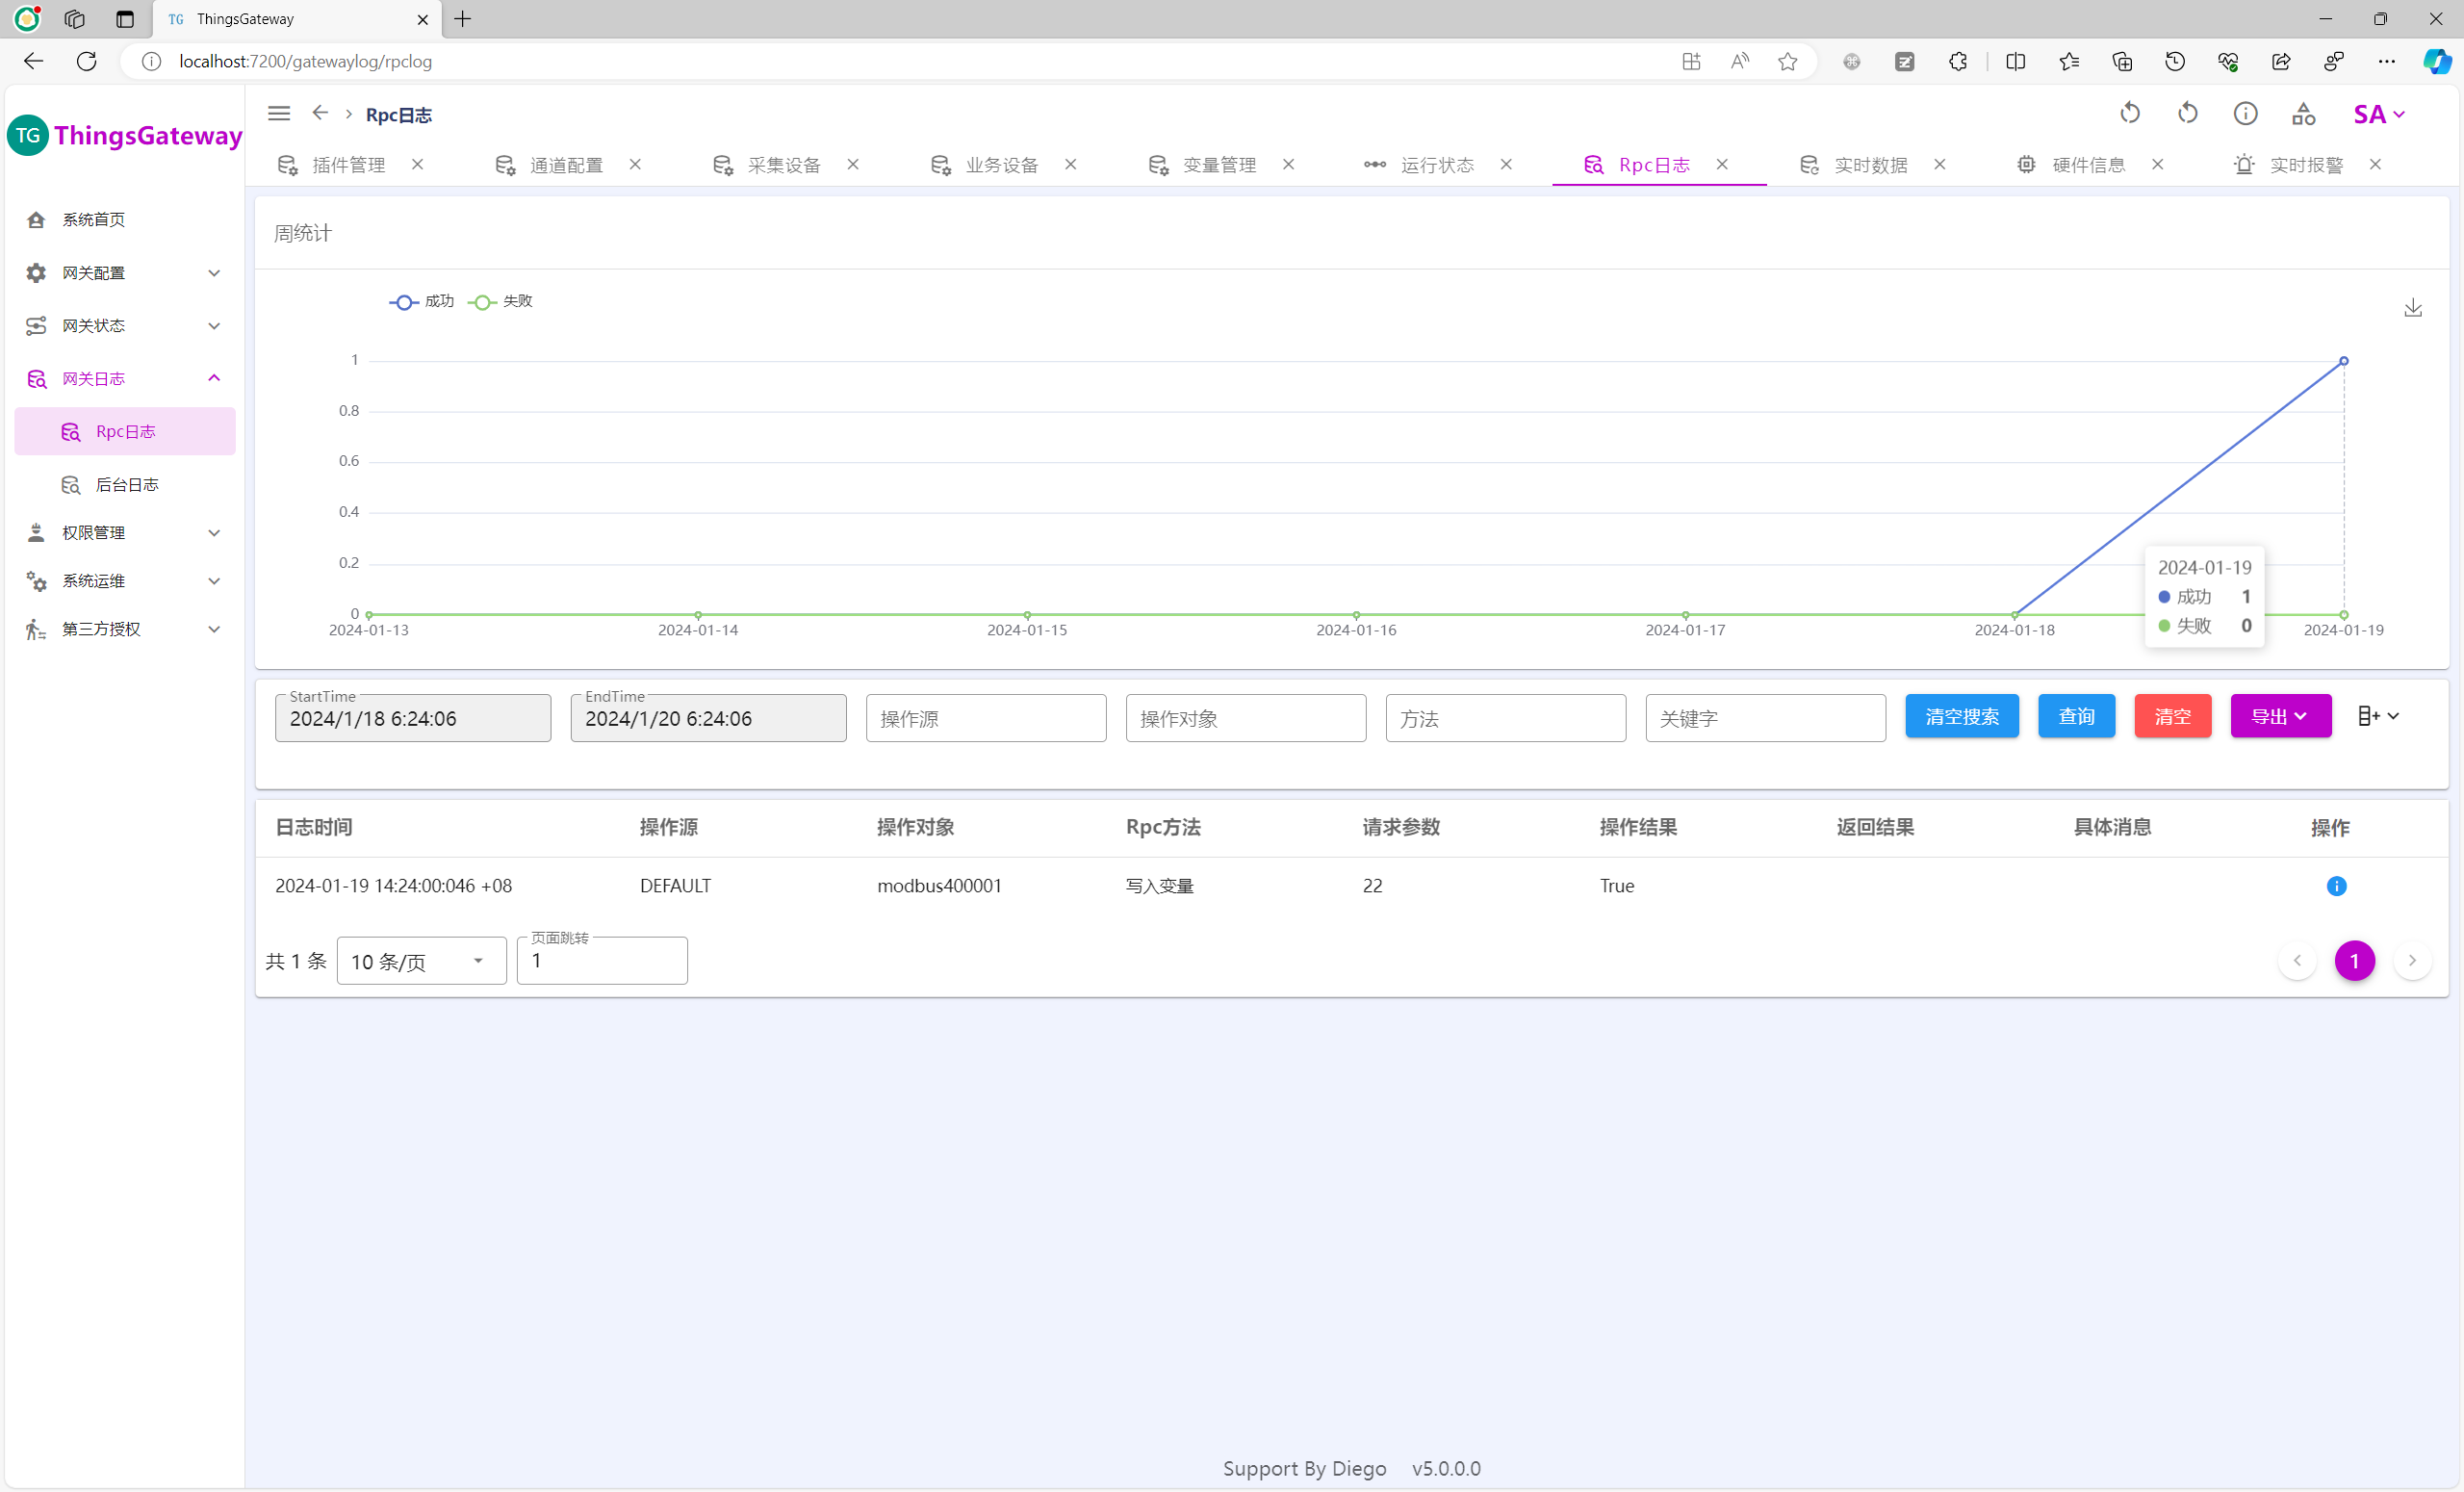 TG ThingsGateway
localhost:7200/gatewaylog/rpclog
TG ThingsGateway
Rpc日志
SA
插件管理 通道配置 采集设备 业务设备 变量管理 运行状态 Rpc日志 实时数据 硬件信息 实时报警
系统首页
网关配置
网关状态
网关日志
Rpc日志
后台日志
权限管理
系统运维
第三方授权
周统计
成功 失败
1
0.8
0.6
0.4
0.2
0
2024-01-13 2024-01-14 2024-01-15 2024-01-16 2024-01-17 2024-01-18 2024-01-19
2024-01-19
成功 1
失败 0
StartTime EndTime
2024/1/18 6:24:06 2024/1/20 6:24:06 操作源 操作对象 方法 关键字 清空搜索 查询 清空 导出
日志时间 操作源 操作对象 Rpc方法 请求参数 操作结果 返回结果 具体消息 操作
2024-01-19 14:24:00:046 +08 DEFAULT modbus400001 写入变量 22 True
页面跳转
共 1 条 10 条/页 1 1
Support By Diego v5.0.0.0